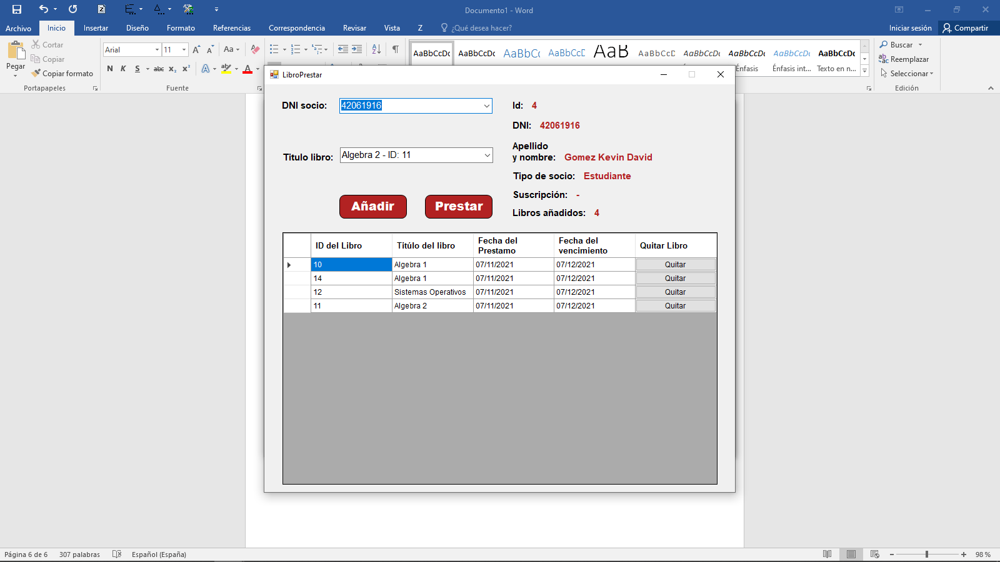 Documento1 - Word
Archivo Inicio Insertar Diseño Formato Referencias Correspondencia Revisar Vista Z ¿Qué desea hacer? Iniciar sesión Compartir
Pegar
Cortar
Copiar
Copiar formato
Portapapeles
Arial 11 Aa
N K S abc x₂ x²
Fuente
AaBbCcDc AaBbCcDc AaBbCc AaBbCcC AaB AaBbCcD AaBbCcDc AaBbCcDc AaBbCcDc AaBbCcDc
Énfasis Énfasis int... Texto en n...
Buscar
Reemplazar
Seleccionar
Edición
LibroPrestar
DNI socio: 42061916
Titulo libro: Algebra 2 - ID: 11
Añadir Prestar
Id: 4
DNI: 42061916
Apellido
y nombre: Gomez Kevin David
Tipo de socio: Estudiante
Suscripción: -
Libros añadidos: 4
ID del Libro Titúlo del libro Fecha del Prestamo Fecha del vencimiento Quitar Libro
10 Algebra 1 07/11/2021 07/12/2021 Quitar
14 Algebra 1 07/11/2021 07/12/2021 Quitar
12 Sistemas Operativos 07/11/2021 07/12/2021 Quitar
11 Algebra 2 07/11/2021 07/12/2021 Quitar
Página 6 de 6 307 palabras Español (España) 98 %